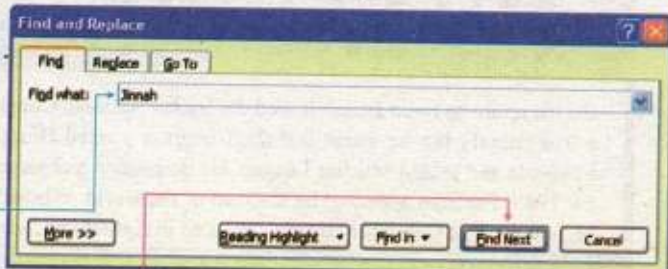 Find and Replace
Find Replace Go To
Find what: Jinnah
More >> Reading Highlight Find in Find Next Cancel